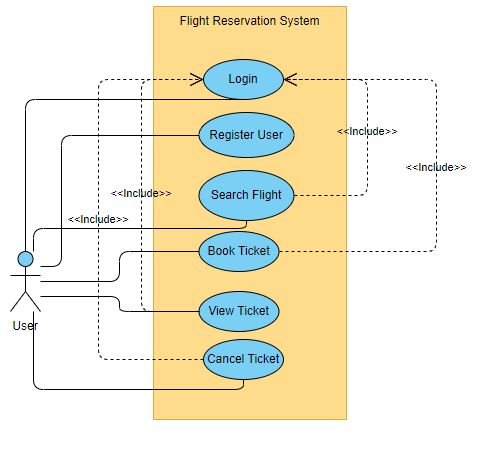 Flight Reservation System
Login
Register User
<<Include>>
<<Include>>
Search Flight
<<Include>>
<<Include>>
Book Ticket
View Ticket
User
Cancel Ticket